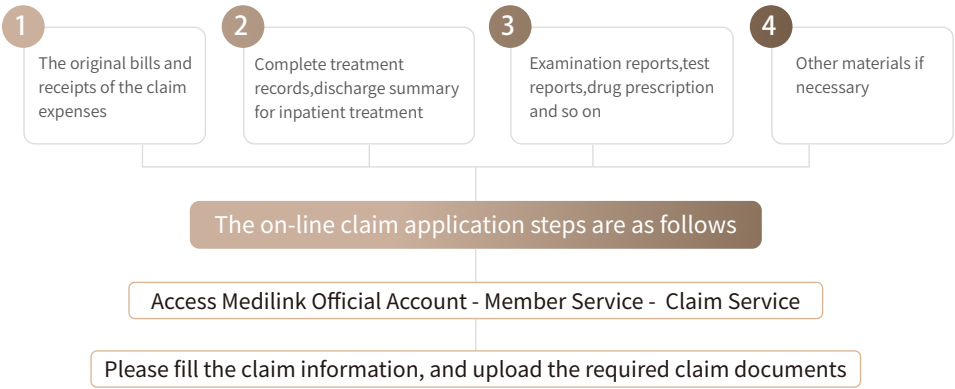 1
The original bills and
receipts of the claim
expenses
2
Complete treatment
records,discharge summary
for inpatient treatment
3
Examination reports,test
reports,drug prescription
and so on
4
Other materials if
necessary
The on-line claim application steps are as follows
Access Medilink Official Account - Member Service - Claim Service
Please fill the claim information, and upload the required claim documents